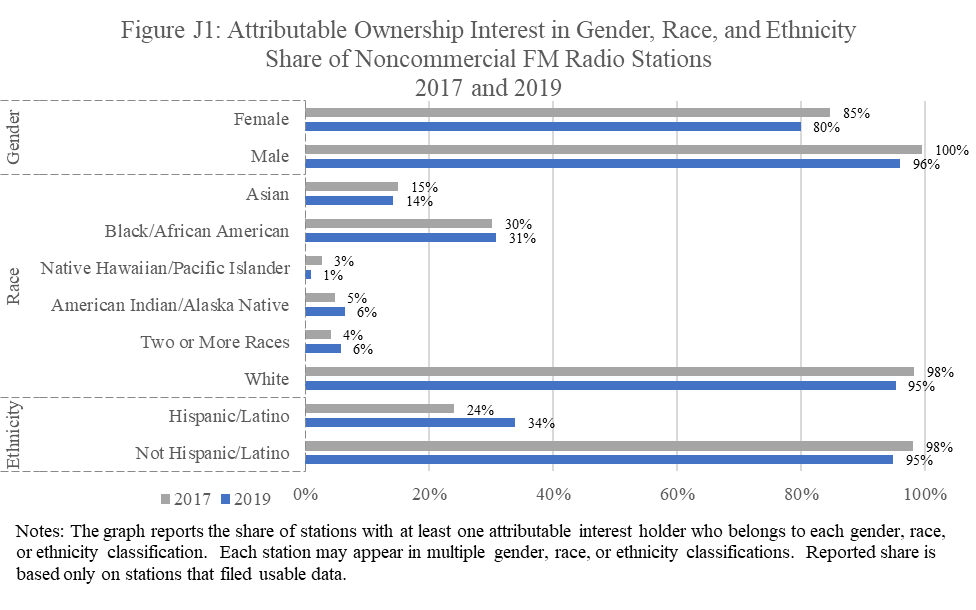 Figure J1: Attributable Ownership Interest in Gender, Race, and Ethnicity
Share of Noncommercial FM Radio Stations
2017 and 2019
Gender
Female
85%
80%
Male
100%
96%
Race
Asian
15%
14%
Black/African American
30%
31%
Native Hawaiian/Pacific Islander
3%
1%
American Indian/Alaska Native
5%
6%
Two or More Races
4%
6%
White
98%
95%
Ethnicity
Hispanic/Latino
24%
34%
Not Hispanic/Latino
98%
95%
2017 2019
0% 20% 40% 60% 80% 100%
Notes: The graph reports the share of stations with at least one attributable interest holder who belongs to each gender, race,
or ethnicity classification. Each station may appear in multiple gender, race, or ethnicity classifications. Reported share is
based only on stations that filed usable data.